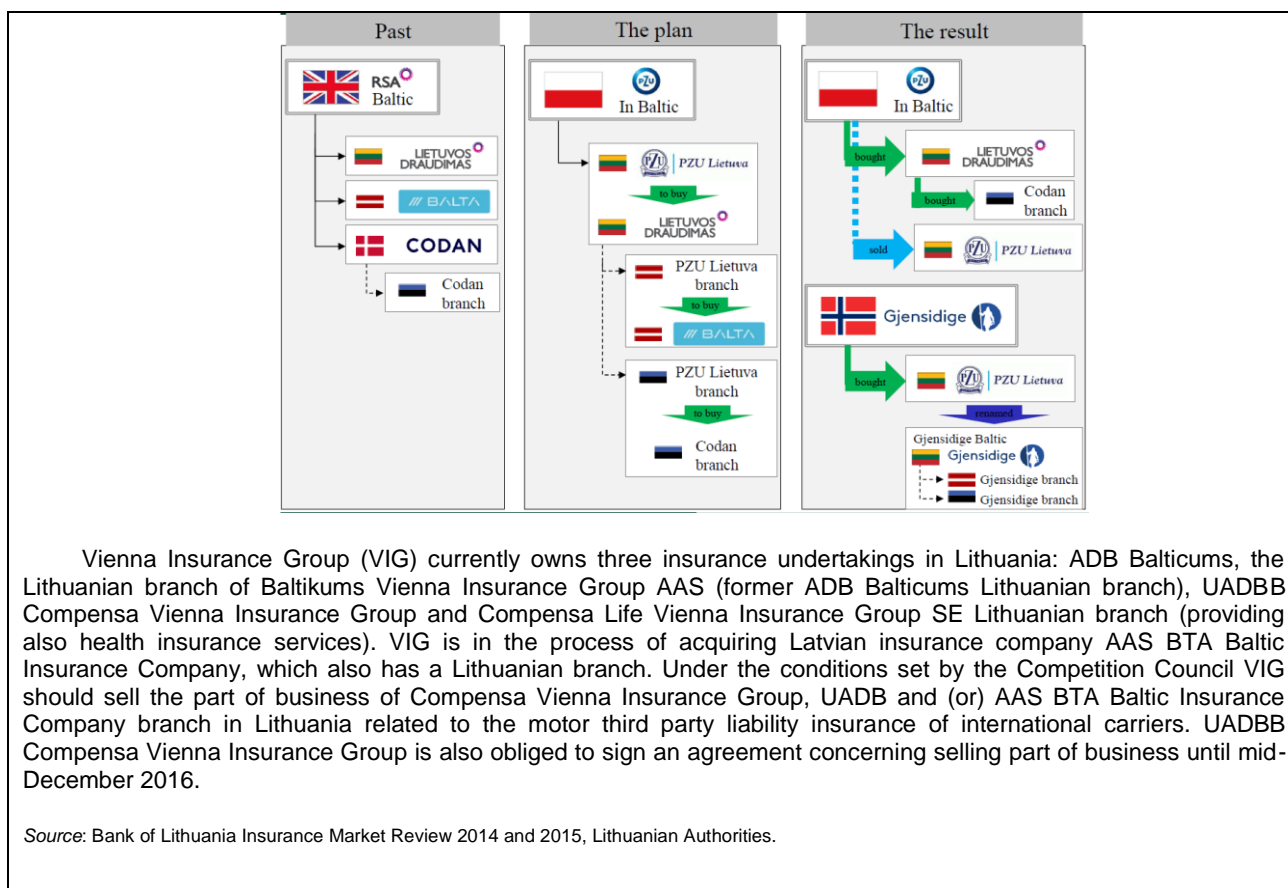 Past
RSA
Baltic
LIETUVOS
DRAUDIMAS
BALTA
CODAN
Codan
branch
The plan
PZU
In Baltic
PZU | PZU Lietuva
to buy
LIETUVOS
DRAUDIMAS
PZU Lietuva
branch
to buy
BALTA
PZU Lietuva
branch
to buy
Codan
branch
The result
PZU
In Baltic
bought
LIETUVOS
DRAUDIMAS
bought
Codan
branch
sold
PZU | PZU Lietuva
Gjensidige
bought
PZU | PZU Lietuva
renamed
Gjensidige Baltic
Gjensidige
Gjensidige branch
Gjensidige branch
Vienna Insurance Group (VIG) currently owns three insurance undertakings in Lithuania: ADB Balticums, the
Lithuanian branch of Baltikums Vienna Insurance Group AAS (former ADB Balticums Lithuanian branch), UADBB
Compensa Vienna Insurance Group and Compensa Life Vienna Insurance Group SE Lithuanian branch (providing
also health insurance services). VIG is in the process of acquiring Latvian insurance company AAS BTA Baltic
Insurance Company, which also has a Lithuanian branch. Under the conditions set by the Competition Council VIG
should sell the part of business of Compensa Vienna Insurance Group, UADB and (or) AAS BTA Baltic Insurance
Company branch in Lithuania related to the motor third party liability insurance of international carriers. UADBB
Compensa Vienna Insurance Group is also obliged to sign an agreement concerning selling part of business until mid-
December 2016.
Source: Bank of Lithuania Insurance Market Review 2014 and 2015, Lithuanian Authorities.